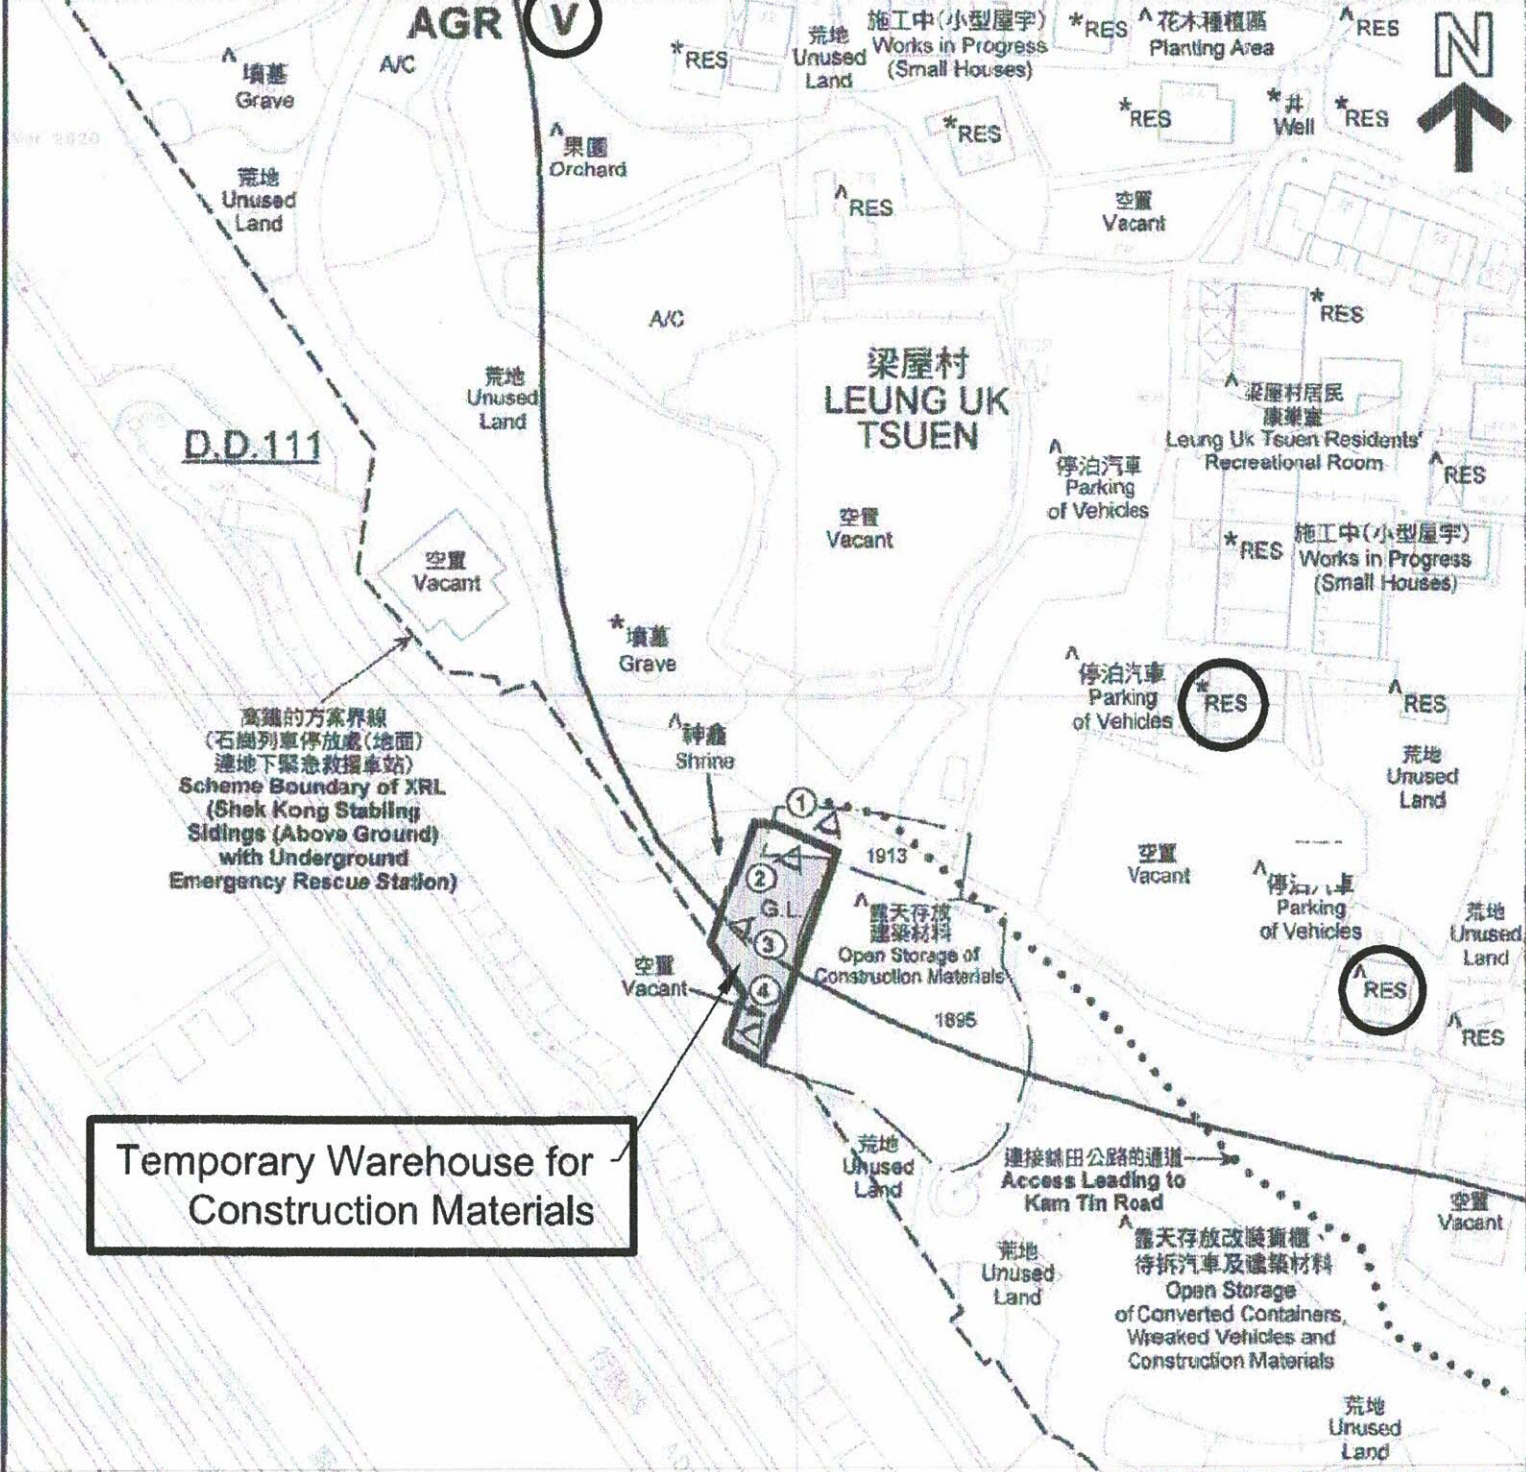 AGR
V
^
墳墓
Grave
A/C
荒地
Unused
Land
^
果園
Orchard
*RES
荒地
Unused
Land
施工中(小型屋宇)
Works in Progress
(Small Houses)
*RES
^
花木種植區
Planting Area
^RES
N
*RES
*RES
*井
Well
*RES
^RES
空置
Vacant
A/C
荒地
Unused
Land
梁屋村
LEUNG UK
TSUEN
*RES
^
梁屋村居民
康樂室
Leung Uk Tsuen Residents'
Recreational Room
^RES
D.D.111
^
停泊汽車
Parking
of Vehicles
空置
Vacant
*RES
施工中(小型屋宇)
Works in Progress
(Small Houses)
空置
Vacant
*墳墓
Grave
^
停泊汽車
Parking
of Vehicles
*RES
^RES
高鐵的方案界線
(石崗列車停放處(地面)
連地下緊急救援車站)
Scheme Boundary of XRL
(Shek Kong Stabling
Sidings (Above Ground)
with Underground
Emergency Rescue Station)
^神龕
Shrine
荒地
Unused
Land
1
2
G.L.
3
4
1913
^
露天存放
建築材料
Open Storage of
Construction Materials
1895
空置
Vacant
^
停泊汽車
Parking
of Vehicles
荒地
Unused
Land
空置
Vacant
^RES
^RES
Temporary Warehouse for
Construction Materials
荒地
Unused
Land
連接錦田公路的通道
Access Leading to
Kam Tin Road
空置
Vacant
荒地
Unused
Land
^
露天存放改裝貨櫃、
待拆汽車及建築材料
Open Storage
of Converted Containers,
Wreaked Vehicles and
Construction Materials
荒地
Unused
Land